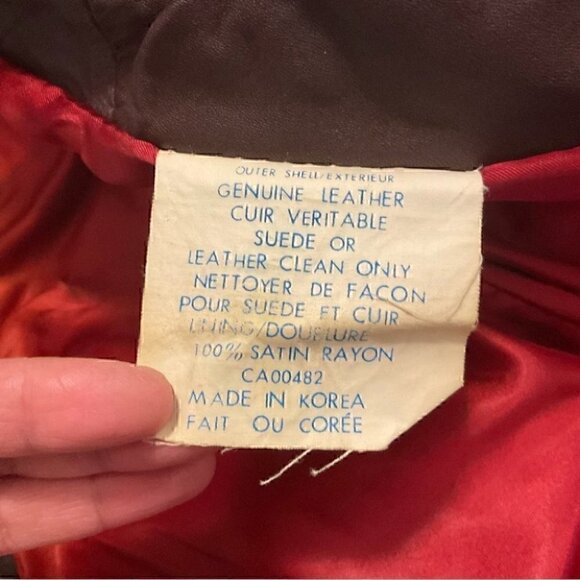 OUTER SHELL/EXTERIEUR
GENUINE LEATHER
CUIR VERITABLE
SUEDE OR
LEATHER CLEAN ONLY
NETTOYER DE FACON
POUR SUEDE ET CUIR
LINING/DOUBLURE
100% SATIN RAYON
CA00482
MADE IN KOREA
FAIT OU CORÉE